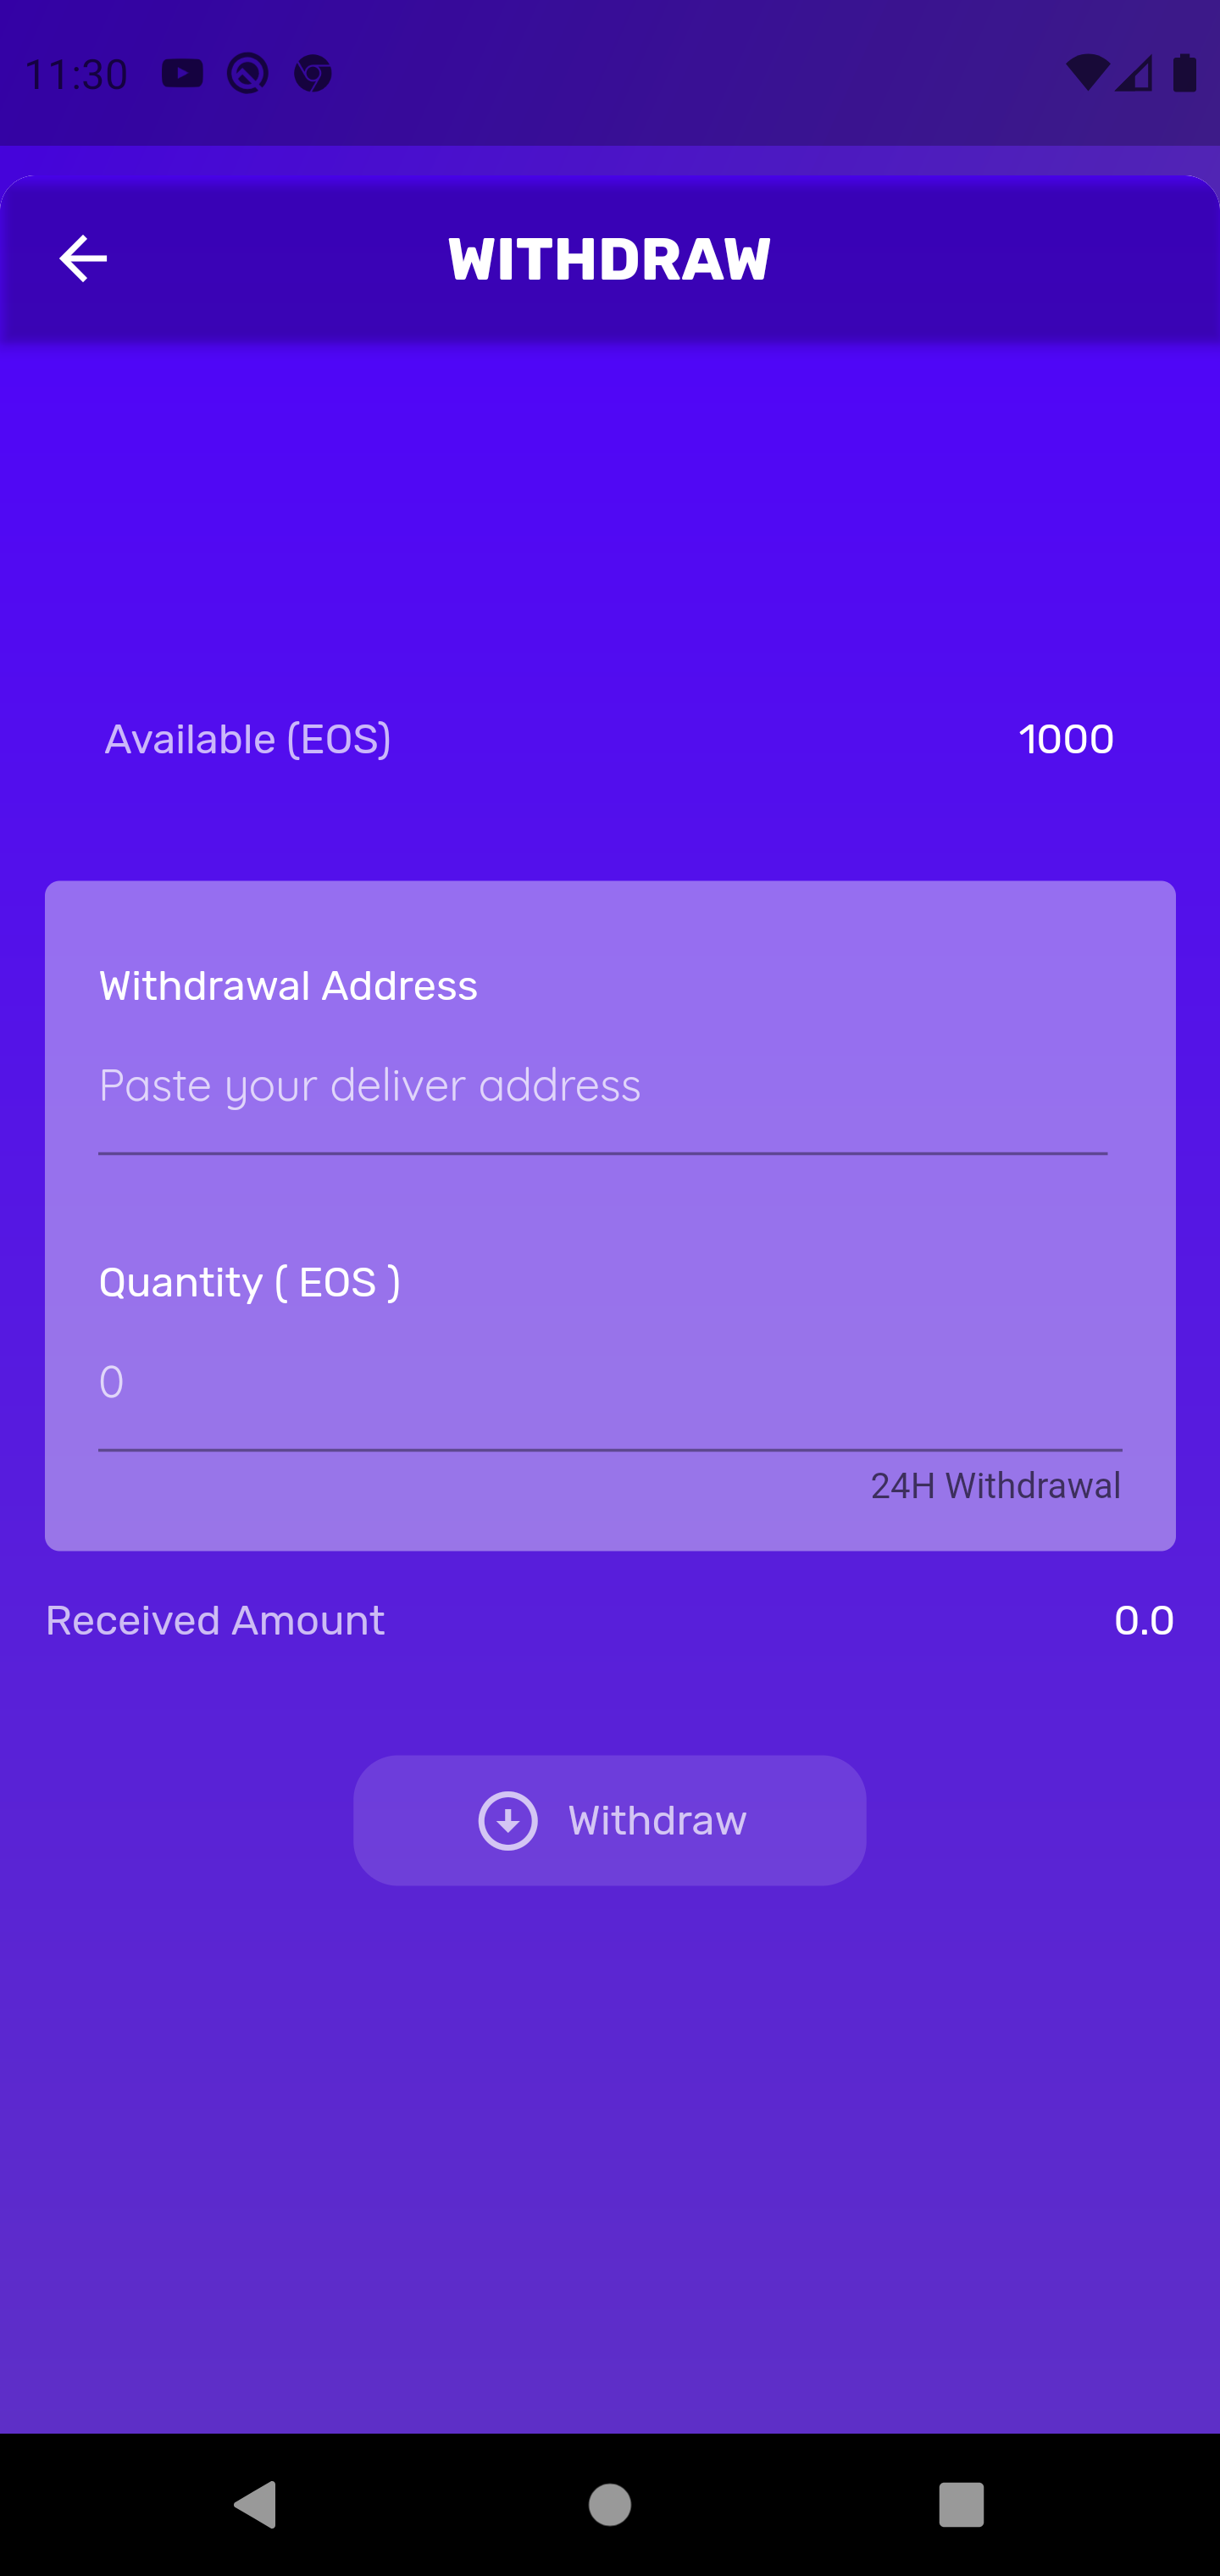 11:30
WITHDRAW
Available (EOS) 1000
Withdrawal Address
Paste your deliver address
Quantity ( EOS )
0
24H Withdrawal
Received Amount 0.0
Withdraw